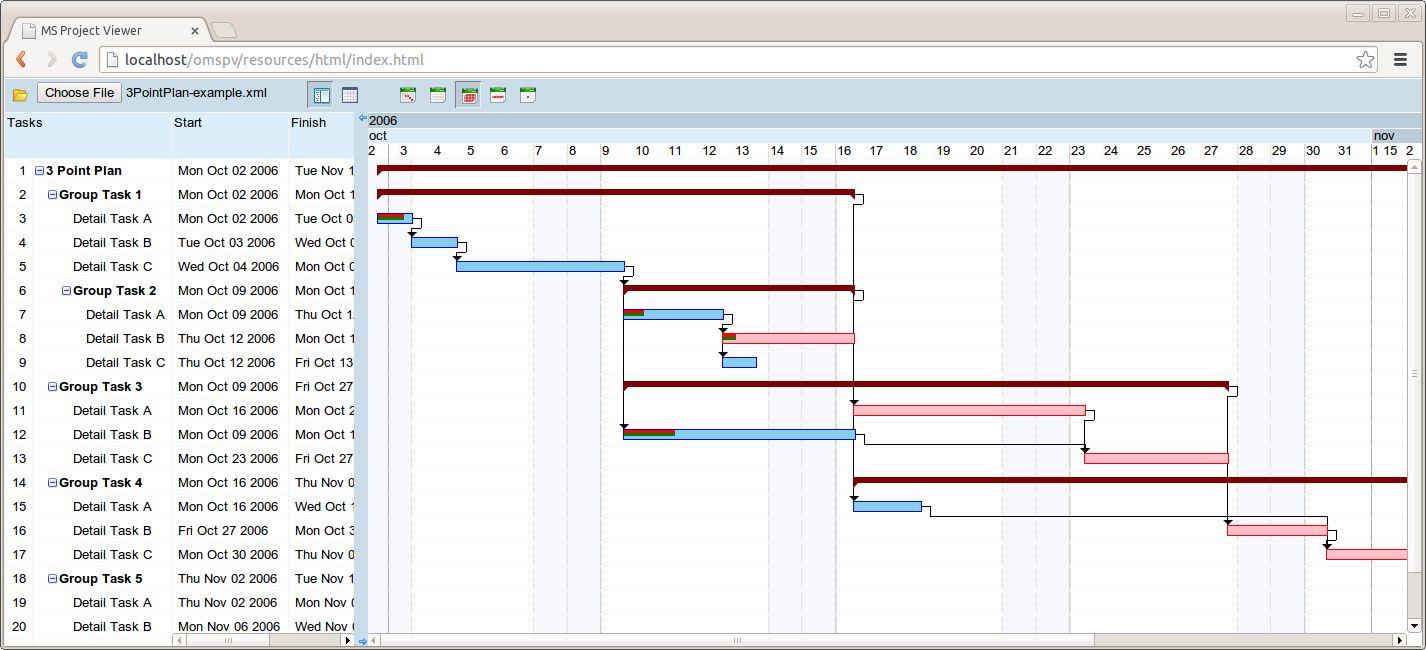 MS Project Viewer
localhost/omspv/resources/html/index.html
Choose File 3PointPlan-example.xml
Tasks Start Finish 2006
oct nov
2 3 4 5 6 7 8 9 10 11 12 13 14 15 16 17 18 19 20 21 22 23 24 25 26 27 28 29 30 31 1 15 2
1 3 Point Plan Mon Oct 02 2006 Tue Nov 1
2 Group Task 1 Mon Oct 02 2006 Mon Oct 1
3 Detail Task A Mon Oct 02 2006 Tue Oct 0
4 Detail Task B Tue Oct 03 2006 Wed Oct 0
5 Detail Task C Wed Oct 04 2006 Mon Oct 0
6 Group Task 2 Mon Oct 09 2006 Mon Oct 1
7 Detail Task A Mon Oct 09 2006 Thu Oct 12
8 Detail Task B Thu Oct 12 2006 Mon Oct 1
9 Detail Task C Thu Oct 12 2006 Fri Oct 13
10 Group Task 3 Mon Oct 09 2006 Fri Oct 27
11 Detail Task A Mon Oct 16 2006 Mon Oct 2
12 Detail Task B Mon Oct 09 2006 Mon Oct 1
13 Detail Task C Mon Oct 23 2006 Fri Oct 27
14 Group Task 4 Mon Oct 16 2006 Thu Nov 0
15 Detail Task A Mon Oct 16 2006 Wed Oct 1
16 Detail Task B Fri Oct 27 2006 Mon Oct 3
17 Detail Task C Mon Oct 30 2006 Thu Nov 0
18 Group Task 5 Thu Nov 02 2006 Tue Nov 1
19 Detail Task A Thu Nov 02 2006 Mon Nov 0
20 Detail Task B Mon Nov 06 2006 Wed Nov